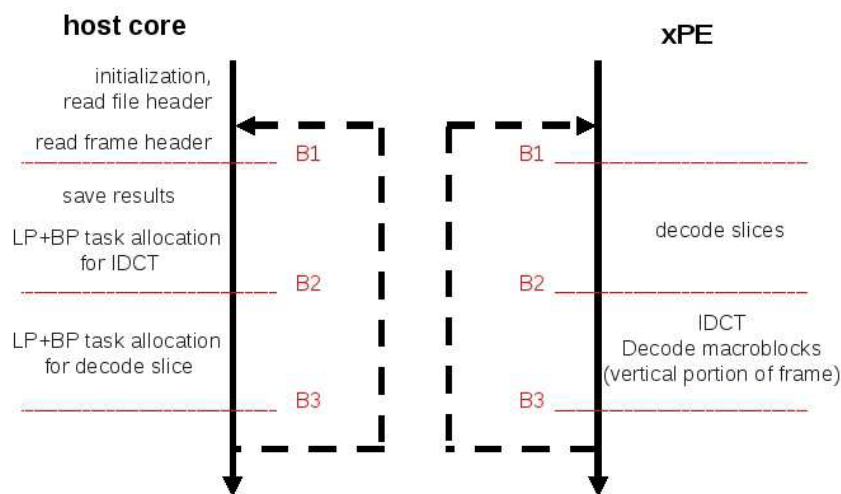 host core
initialization,
read file header
read frame header
B1
save results
LP+BP task allocation
for IDCT
B2
LP+BP task allocation
for decode slice
B3
xPE
B1
decode slices
B2
IDCT
Decode macroblocks
(vertical portion of frame)
B3